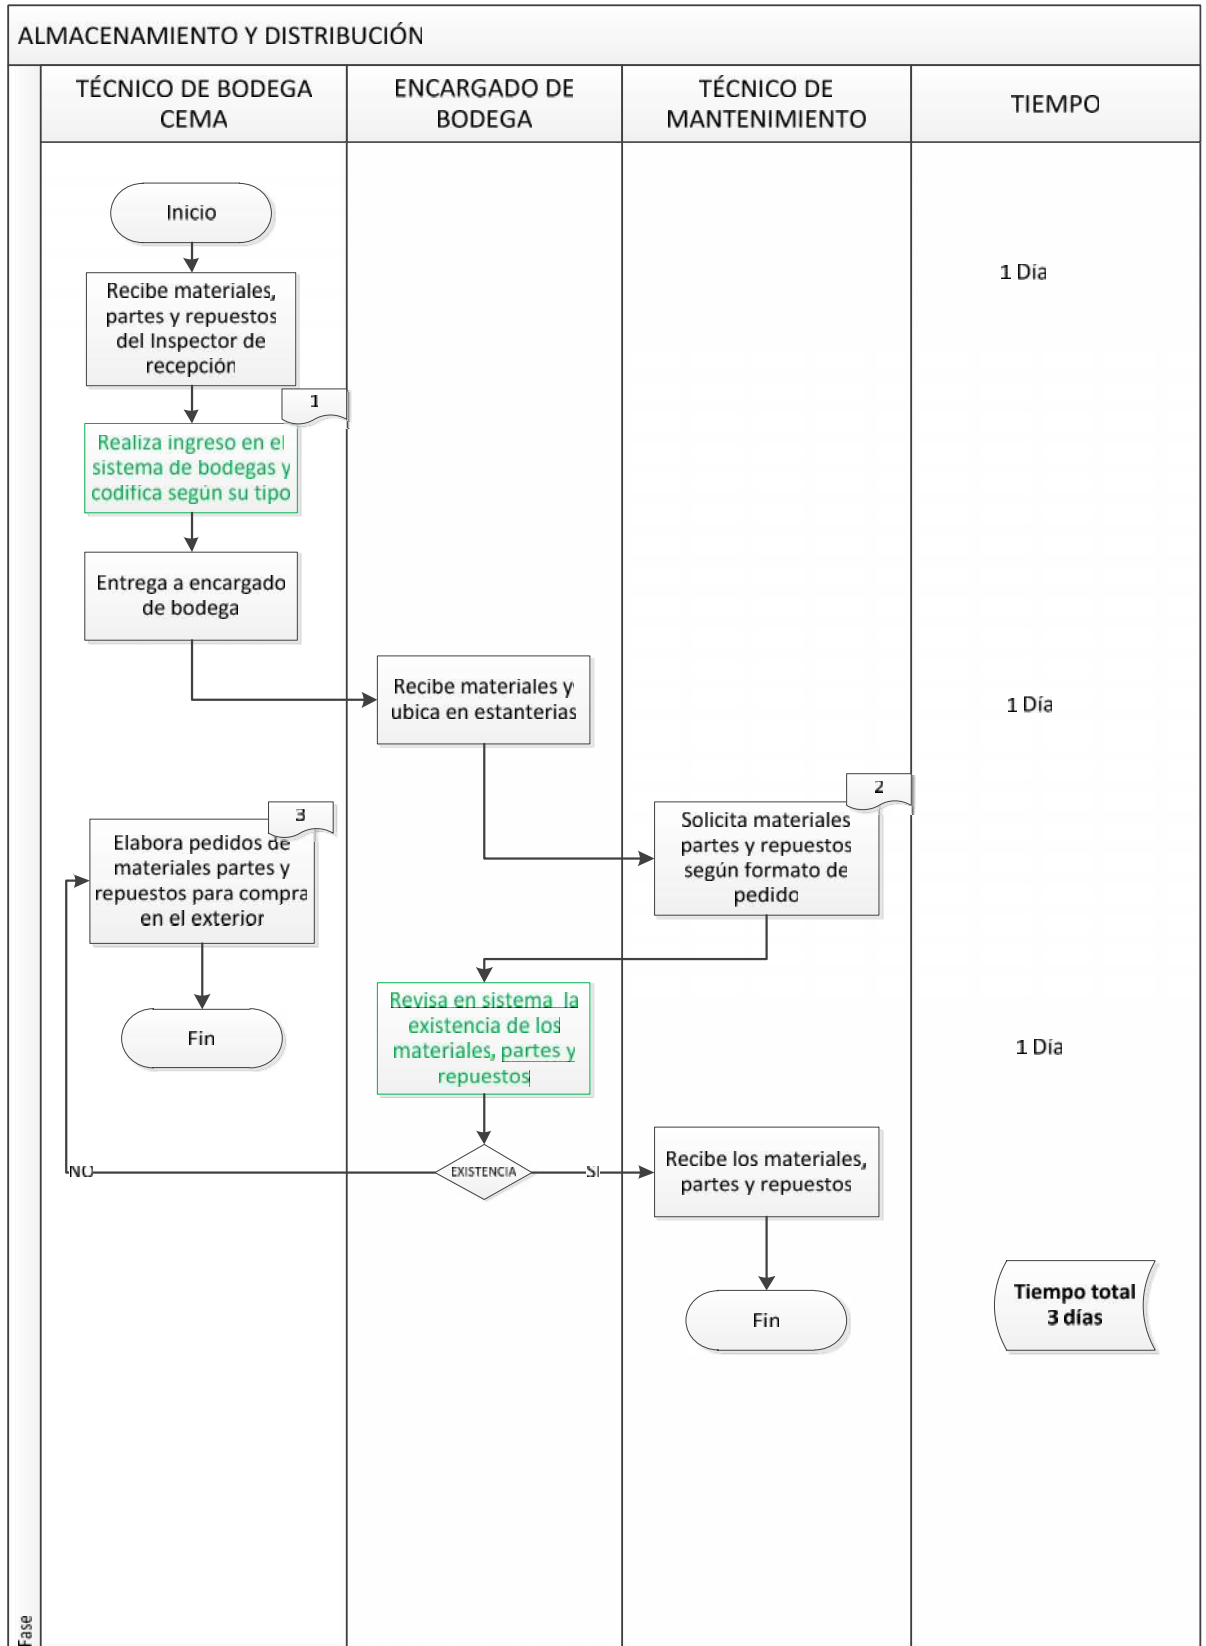 ALMACENAMIENTO Y DISTRIBUCIÓN
TÉCNICO DE BODEGA
CEMA
ENCARGADO DE
BODEGA
TÉCNICO DE
MANTENIMIENTO
TIEMPO
Inicio
1 Día
Recibe materiales,
partes y repuestos
del Inspector de
recepción
1
Realiza ingreso en el
sistema de bodegas y
codifica según su tipo
Entrega a encargado
de bodega
Recibe materiales y
ubica en estanterias
1 Día
2
Solicita materiales
partes y repuestos
según formato de
pedido
3
Elabora pedidos de
materiales partes y
repuestos para compra
en el exterior
Fin
Revisa en sistema la
existencia de los
materiales, partes y
repuestos
1 Día
NO
EXISTENCIA
SI
Recibe los materiales,
partes y repuestos
Fin
Tiempo total
3 días
Fase